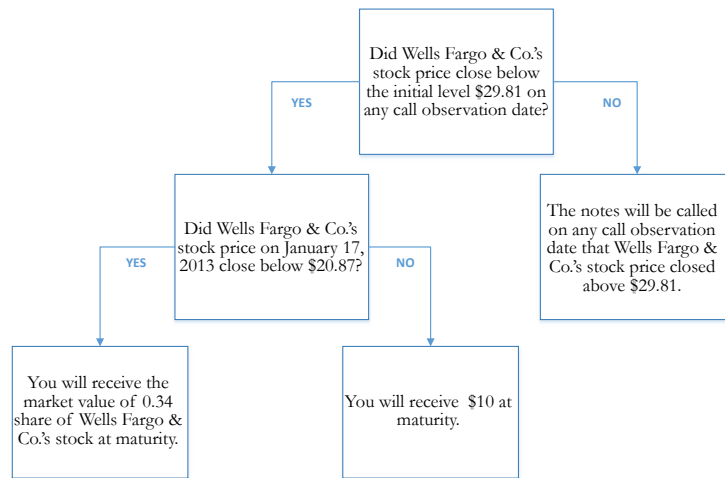 Did Wells Fargo & Co.'s
stock price close below
the initial level $29.81 on
any call observation date?
YES
NO
Did Wells Fargo & Co.'s
stock price on January 17,
2013 close below $20.87?
The notes will be called
on any call observation
date that Wells Fargo &
Co.'s stock price closed
above $29.81.
YES
NO
You will receive the
market value of 0.34
share of Wells Fargo &
Co.'s stock at maturity.
You will receive  $10 at
maturity.